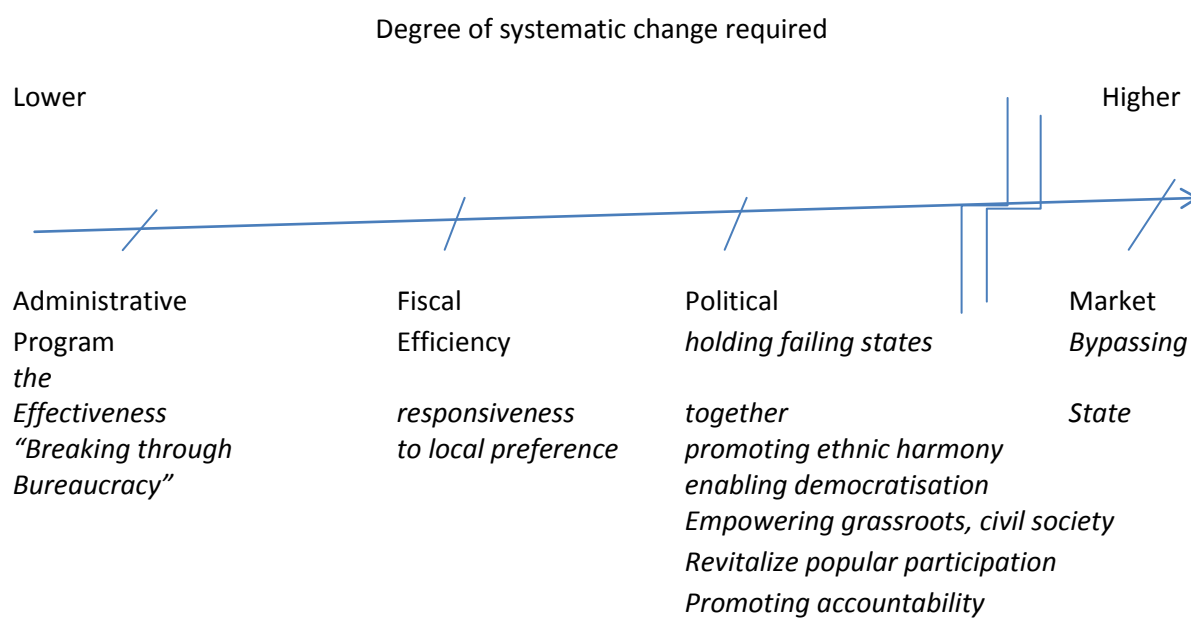 Degree of systematic change required
Lower Higher
Administrative Fiscal Political Market
Program Efficiency holding failing states Bypassing
the
Effectiveness responsiveness together State
“Breaking through to local preference promoting ethnic harmony
Bureaucracy” enabling democratisation
Empowering grassroots, civil society
Revitalize popular participation
Promoting accountability